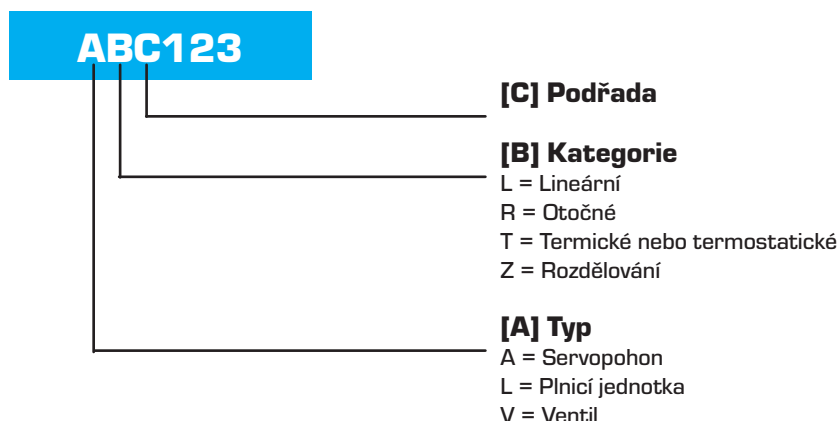 ABC123
[C] Podřada
[B] Kategorie
L = Lineární
R = Otočné
T = Termické nebo termostatické
Z = Rozdělování
[A] Typ
A = Servopohon
L = Plnicí jednotka
V = Ventil